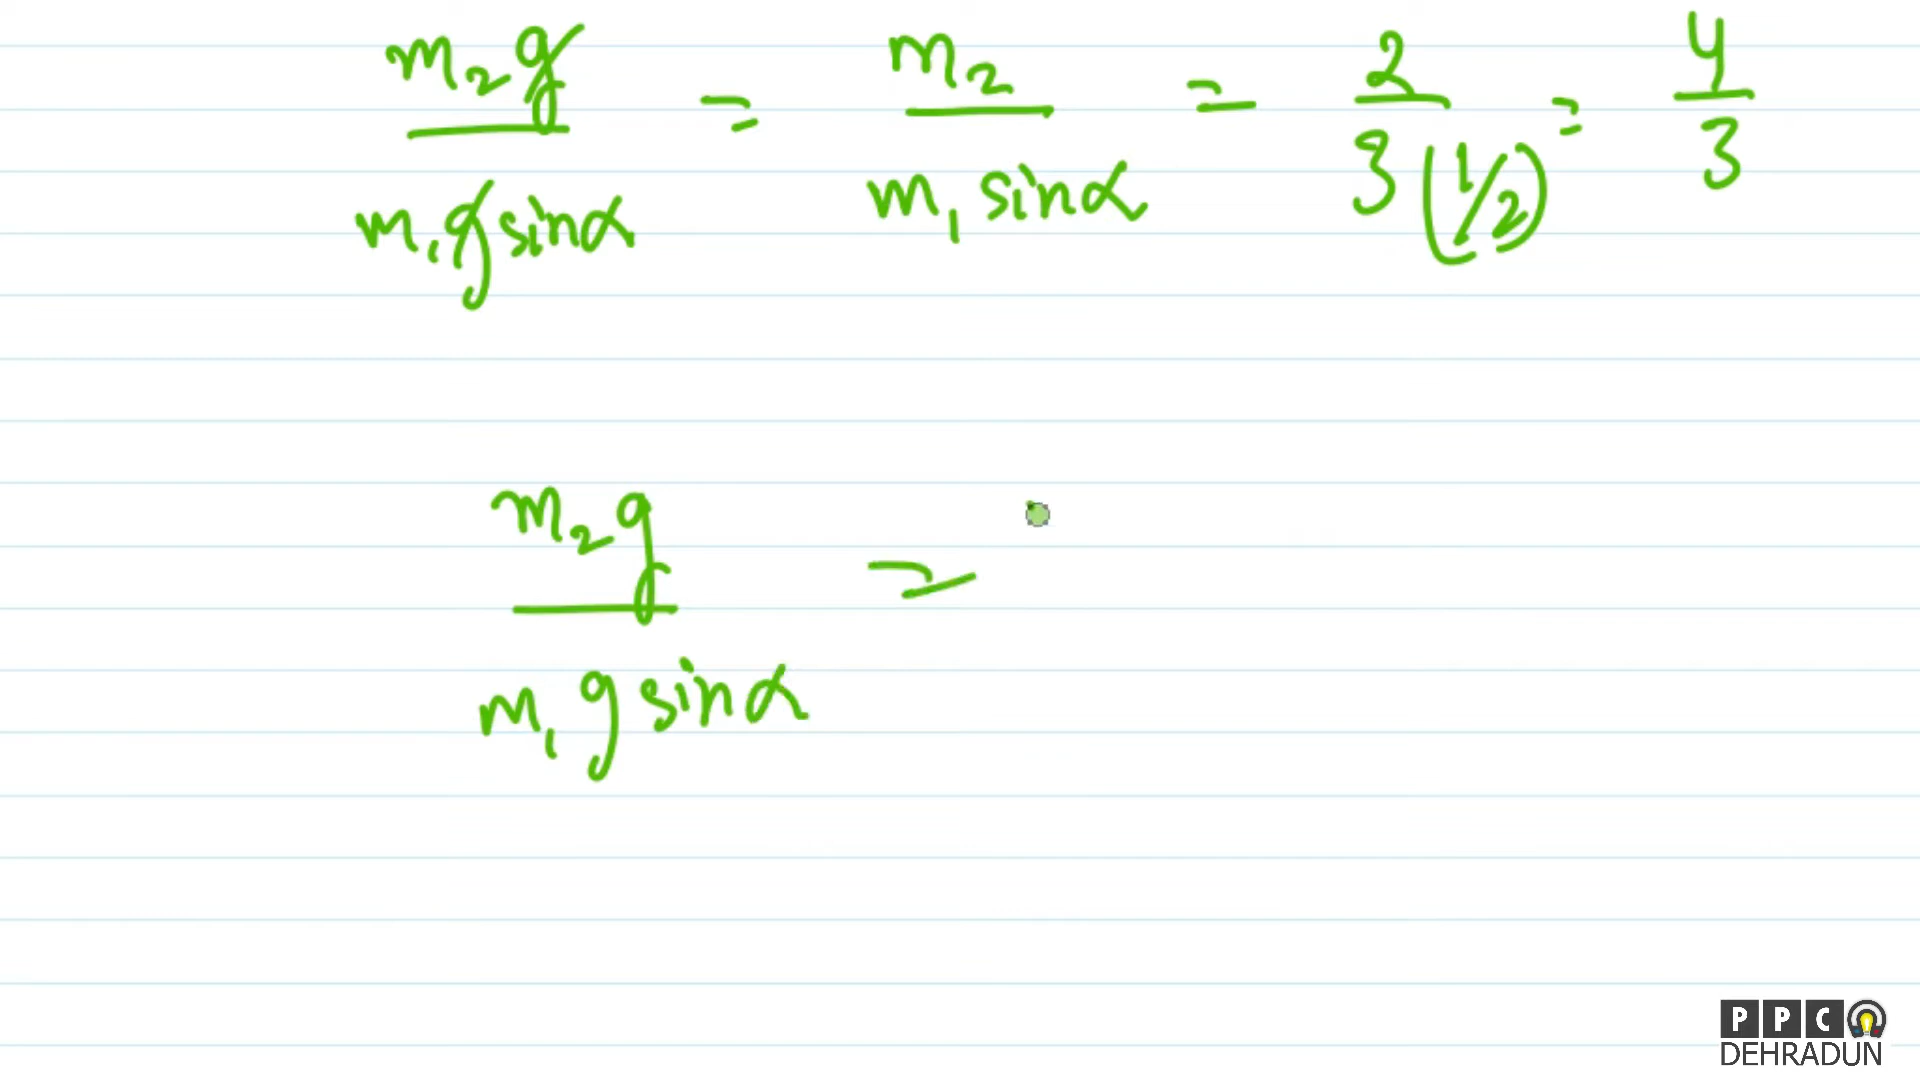 m₂g / m₁g sinα = m₂ / m₁ sinα = 2 / 3(1/2) = 4 / 3
m₂g / m₁g sinα =
PPC
DEHRADUN